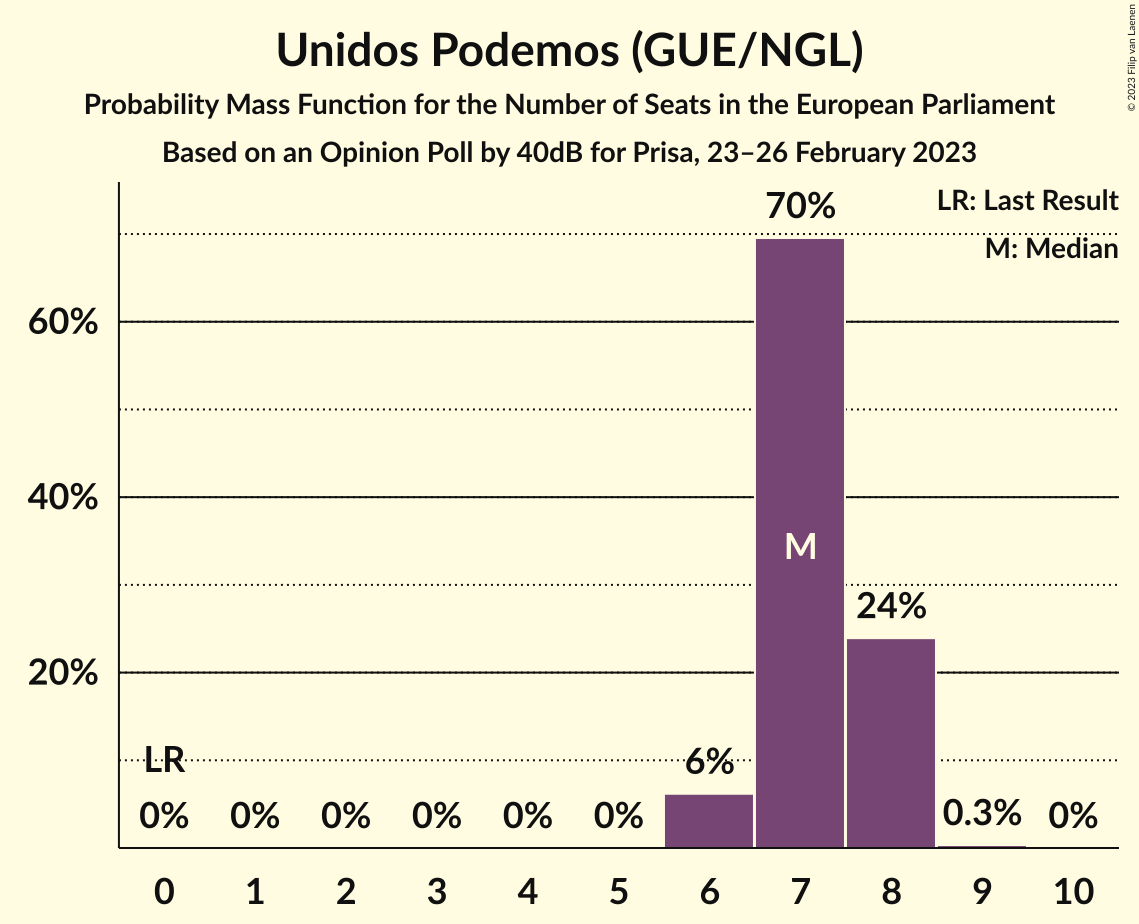 Unidos Podemos (GUE/NGL)
Probability Mass Function for the Number of Seats in the European Parliament
Based on an Opinion Poll by 40dB for Prisa, 23–26 February 2023
© 2023 Filip van Laenen
LR: Last Result
M: Median
70%
60%
40%
20%
M
24%
LR
6%
0% 0% 0% 0% 0% 0% 0.3% 0%
0 1 2 3 4 5 6 7 8 9 10